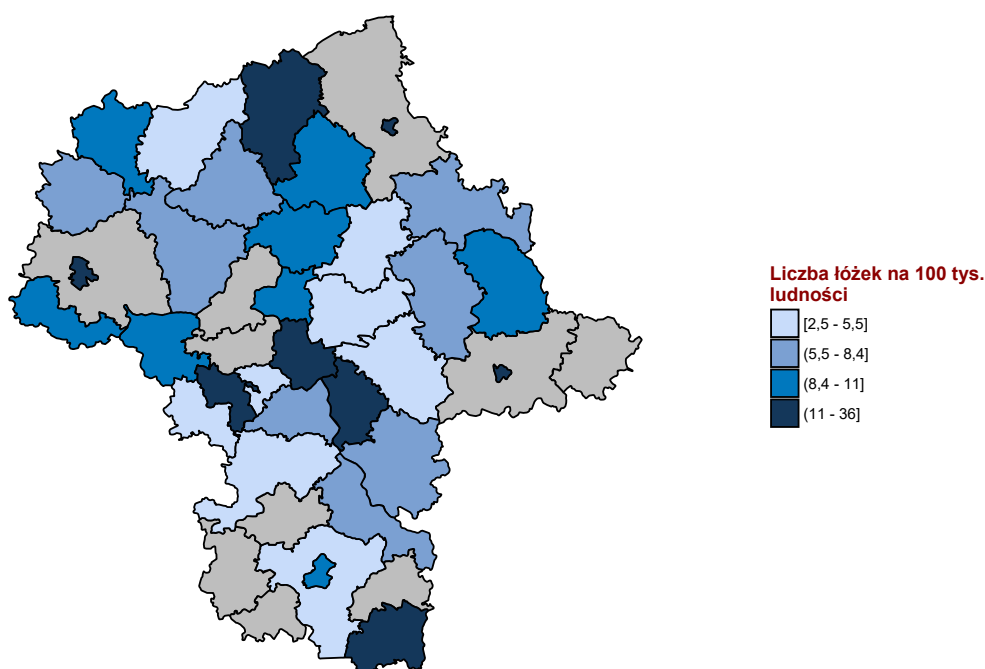 Liczba łóżek na 100 tys.
ludności
[2,5 - 5,5]
(5,5 - 8,4]
(8,4 - 11]
(11 - 36]